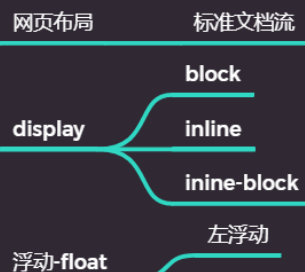 网页布局
标准文档流
block
display
inline
inine-block
左浮动
浮动-float